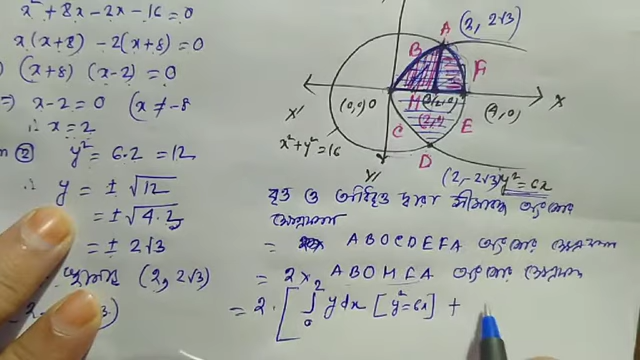 x² + 8x - 2x - 16 = 0
x(x+8) - 2(x+8) = 0
(x+8) (x-2) = 0
=> x-2 = 0 (x ≠ -8
∴ x = 2
② y² = 6.2 = 12
∴ y = ± √12
= ± √4.2
= ± 2√3
(2, 2√3)
A (2, 2√3)
B
F
H
(0,0) O
(2,0)
(4,0)
X
X'
C
E
D
x²+y²=16
Y'
(2, -2√3) y² = 6x
বৃত্ত ও অধিবৃত্ত দ্বারা সীমাবদ্ধ অংশের
ক্ষেত্রফল
= ABOCDEFA অংশের ক্ষেত্রফল
= 2 × ABOHFA অংশের ক্ষেত্রফল
= 2 · [ ∫₀² y dx [y² = 6x] +